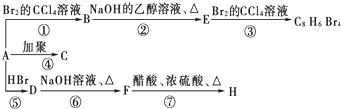 Br₂的CCl₄溶液 NaOH的乙醇溶液、△ Br₂的CCl₄溶液
B E C₈H₆Br₄
① ② ③
加聚
A C
④
HBr NaOH溶液、△ 醋酸、浓硫酸、△
D F H
⑤ ⑥ ⑦